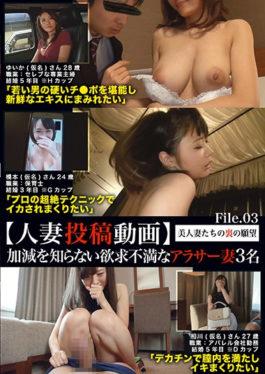 ゆいか(仮名)さん28歳
職業：セレブな専業主婦
結婚5年目 ※Hカップ
「若い男の硬いチ●ポを堪能し
新鮮なエキスにまみれたい」
橋本(仮名)さん24歳
職業：保育士
結婚3年目 ※Gカップ
「プロの超絶テクニックで
イカされまくりたい」
File.03
【人妻投稿動画】
美人妻たちの裏の願望
加減を知らない欲求不満な
アラサー妻3名
前川(仮名)さん27歳
職業：アパレル会社勤務
結婚5年目 ※Dカップ
「デカチンで膣内を満たし
イキまくりたい」